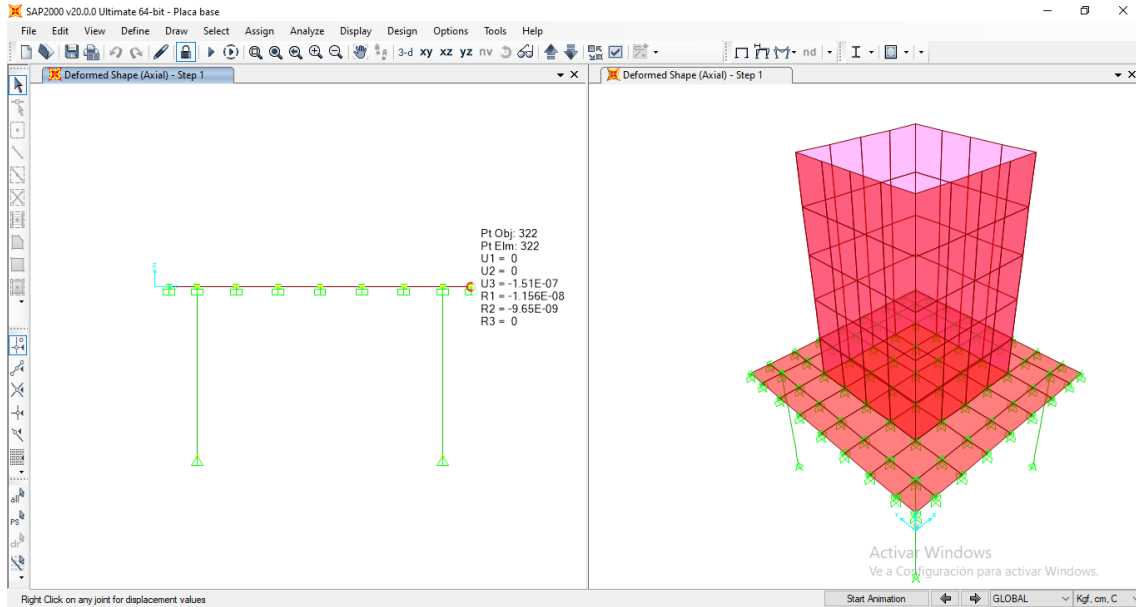 SAP2000 v20.0.0 Ultimate 64-bit - Placa base
File Edit View Define Draw Select Assign Analyze Display Design Options Tools Help
3-d xy xz yz nv nd
Deformed Shape (Axial) - Step 1
Deformed Shape (Axial) - Step 1
Pt Obj: 322
Pt Elm: 322
U1 = 0
U2 = 0
U3 = -1.51E-07
R1 = -1.156E-08
R2 = -9.65E-09
R3 = 0
all
PS
clr
Activar Windows
Ve a Configuración para activar Windows.
Right Click on any joint for displacement values
Start Animation
GLOBAL
Kgf, cm, C